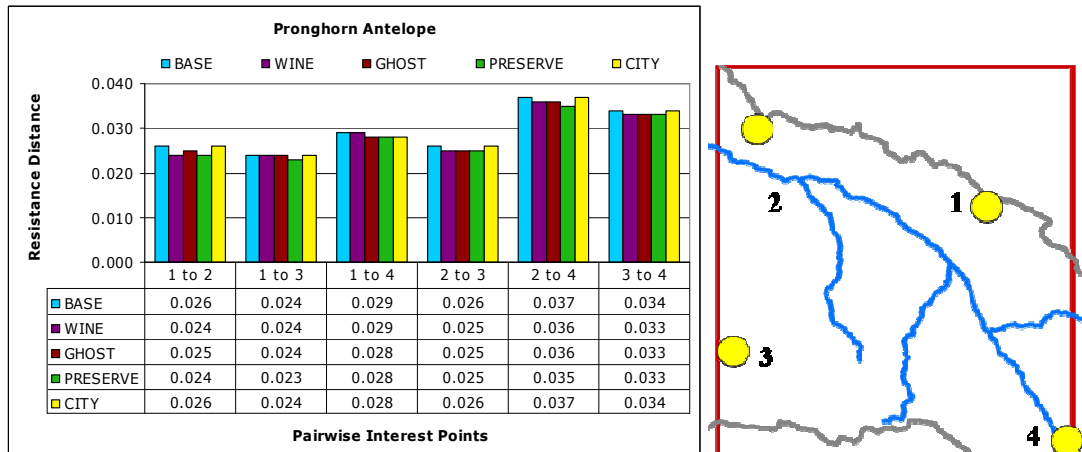 Pronghorn Antelope
BASE WINE GHOST PRESERVE CITY
Resistance Distance
0.040
0.030
0.020
0.010
0.000
1 to 2 1 to 3 1 to 4 2 to 3 2 to 4 3 to 4
BASE 0.026 0.024 0.029 0.026 0.037 0.034
WINE 0.024 0.024 0.029 0.025 0.036 0.033
GHOST 0.025 0.024 0.028 0.025 0.036 0.033
PRESERVE 0.024 0.023 0.028 0.025 0.035 0.033
CITY 0.026 0.024 0.028 0.026 0.037 0.034
Pairwise Interest Points
2
1
3
4